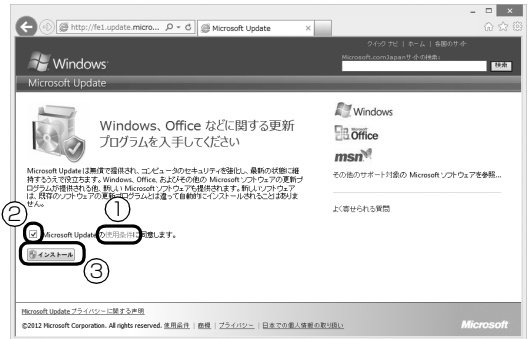 http://fe1.update.micro...
Microsoft Update
クイック ナビ | ホーム | 各国のサイト
Microsoft.comJapanサイトの検索:
検索
Windows
Microsoft Update
Windows、Office などに関する更新
プログラムを入手してください
Microsoft Update は無償で提供され、コンピュータのセキュリティを強化し、最新の状態に維
持するうえで役立ちます。Windows、Office、およびその他の Microsoft ソフトウェアの更新プ
ログラムが提供される他、新しい Microsoft ソフトウェアも提供されます。新しいソフトウェア
は、既存のソフトウェアの更新プログラムとは違って自動的にインストールされることはありま
せん。
①
②
Microsoft Update の使用条件に同意します。
インストール
③
Windows
Office
msn
その他のサポート対象の Microsoft ソフトウェアを参照...
よく寄せられる質問
Microsoft Update プライバシーに関する声明
©2012 Microsoft Corporation. All rights reserved. 使用条件 | 商標 | プライバシー | 日本での個人情報の取り扱い
Microsoft